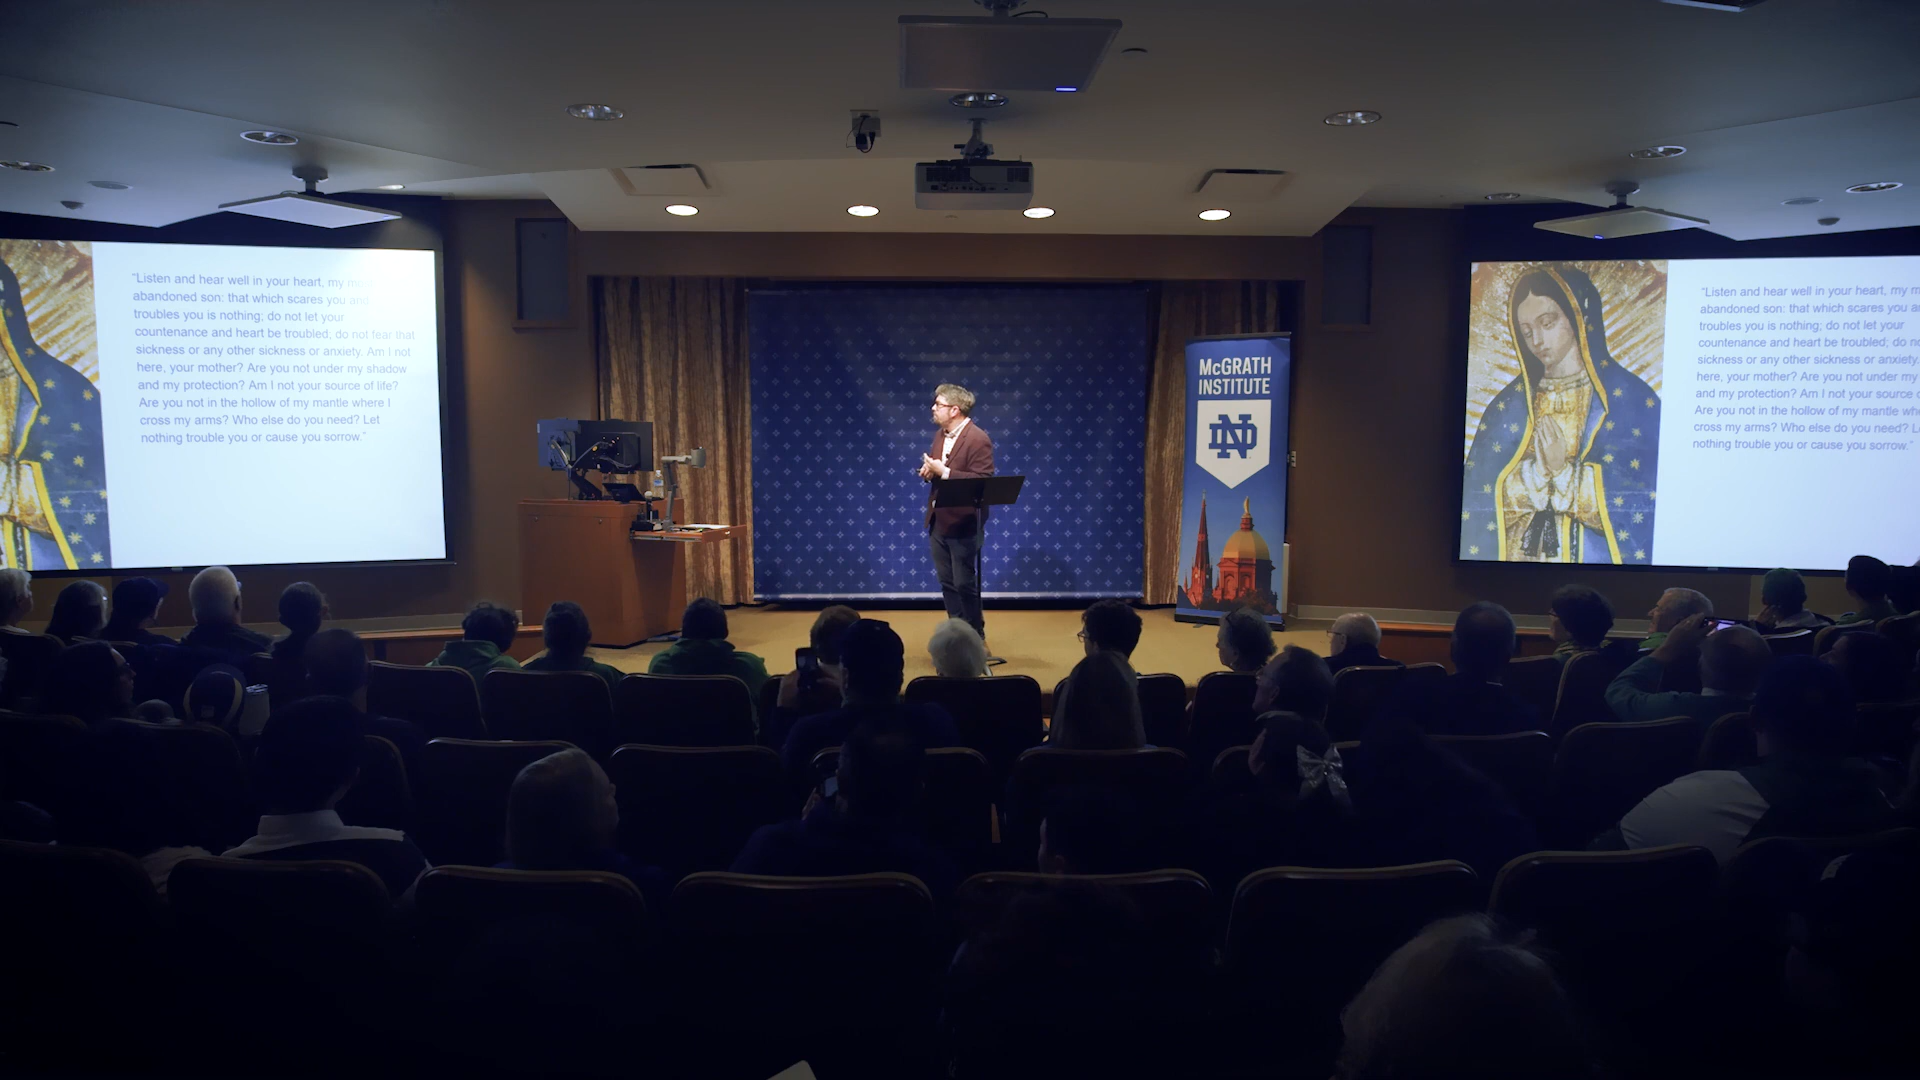 “Listen and hear well in your heart, my
abandoned son: that which scares you and
troubles you is nothing; do not let your
countenance and heart be troubled; do not fear that
sickness or any other sickness or anxiety. Am I not
here, your mother? Are you not under my shadow
and my protection? Am I not your source of life?
Are you not in the hollow of my mantle where I
cross my arms? Who else do you need? Let
nothing trouble you or cause you sorrow.”
McGRATH
INSTITUTE
ND
“Listen and hear well in your heart, my
abandoned son: that which scares you
troubles you is nothing; do not let your
countenance and heart be troubled; do
sickness or any other sickness or anxiety.
here, your mother? Are you not under my
and my protection? Am I not your source
Are you not in the hollow of my mantle
cross my arms? Who else do you need?
nothing trouble you or cause you sorrow.”